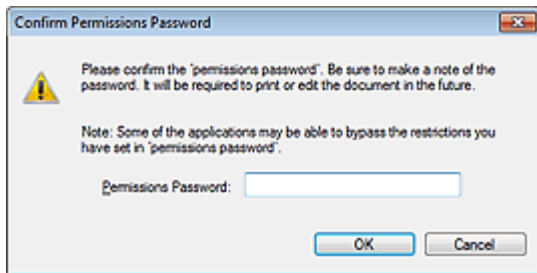 Confirm Permissions Password
Please confirm the 'permissions password'. Be sure to make a note of the
password. It will be required to print or edit the document in the future.
Note: Some of the applications may be able to bypass the restrictions you
have set in 'permissions password'.
Permissions Password:
OK Cancel